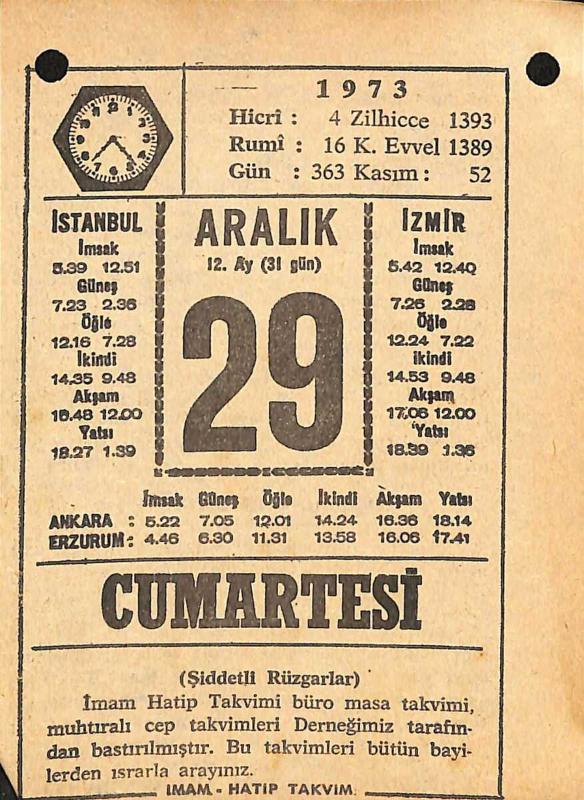 1973
Hicrî : 4 Zilhicce 1393
Rumî : 16 K. Evvel 1389
Gün : 363 Kasım : 52
İSTANBUL
İmsak
5.39 12.51
Güneş
7.23 2.36
Öğle
12.16 7.28
İkindi
14.35 9.48
Akşam
16.48 12.00
Yatsı
18.27 1.39
ARALIK
12. Ay (31 gün)
29
İZMİR
İmsak
5.42 12.40
Güneş
7.26 2.28
Öğle
12.24 7.22
İkindi
14.53 9.48
Akşam
17.06 12.00
Yatsı
18.39 1.36
İmsak Güneş Öğle İkindi Akşam Yatsı
ANKARA : 5.22 7.05 12.01 14.24 16.36 18.14
ERZURUM : 4.46 6.30 11.31 13.58 16.06 17.41
CUMARTESİ
(Şiddetli Rüzgarlar)
İmam Hatip Takvimi büro masa takvimi,
muhtıralı cep takvimleri Derneğimiz tarafın-
dan bastırılmıştır. Bu takvimleri bütün bayi-
lerden ısrarla arayınız.
İMAM - HATİP TAKVİM.